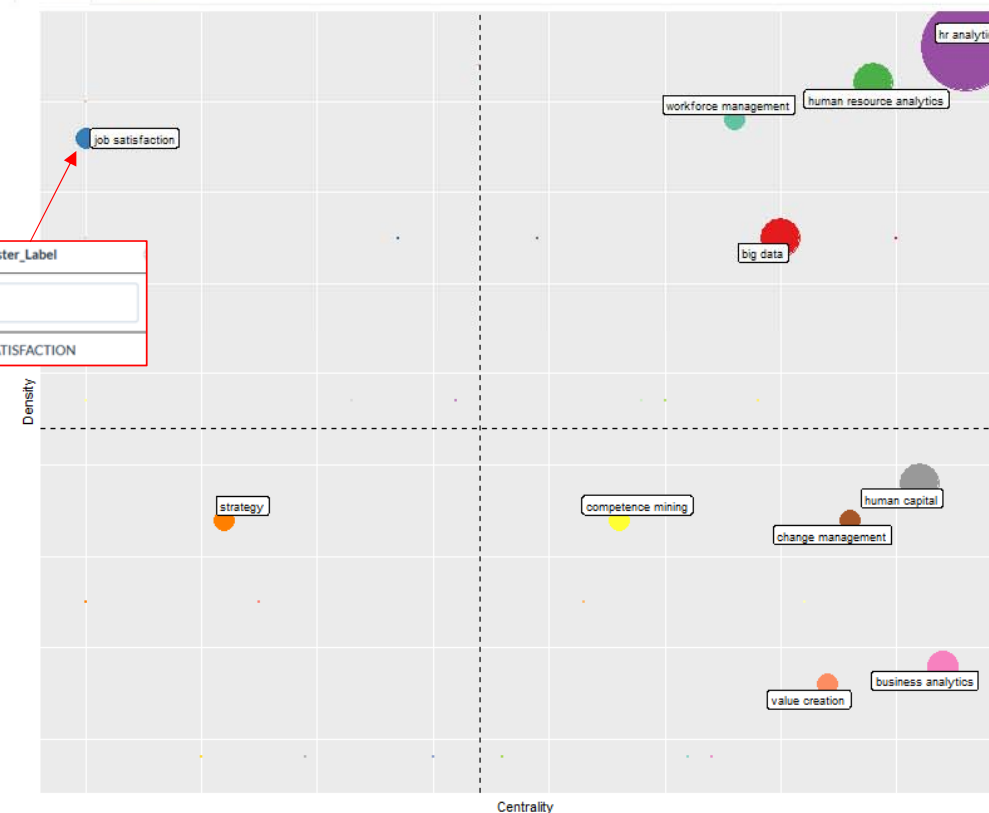 hr analytic
human resource analytics
workforce management
job satisfaction
big data
ster_Label
ATISFACTION
Density
human capital
strategy
competence mining
change management
business analytics
value creation
Centrality